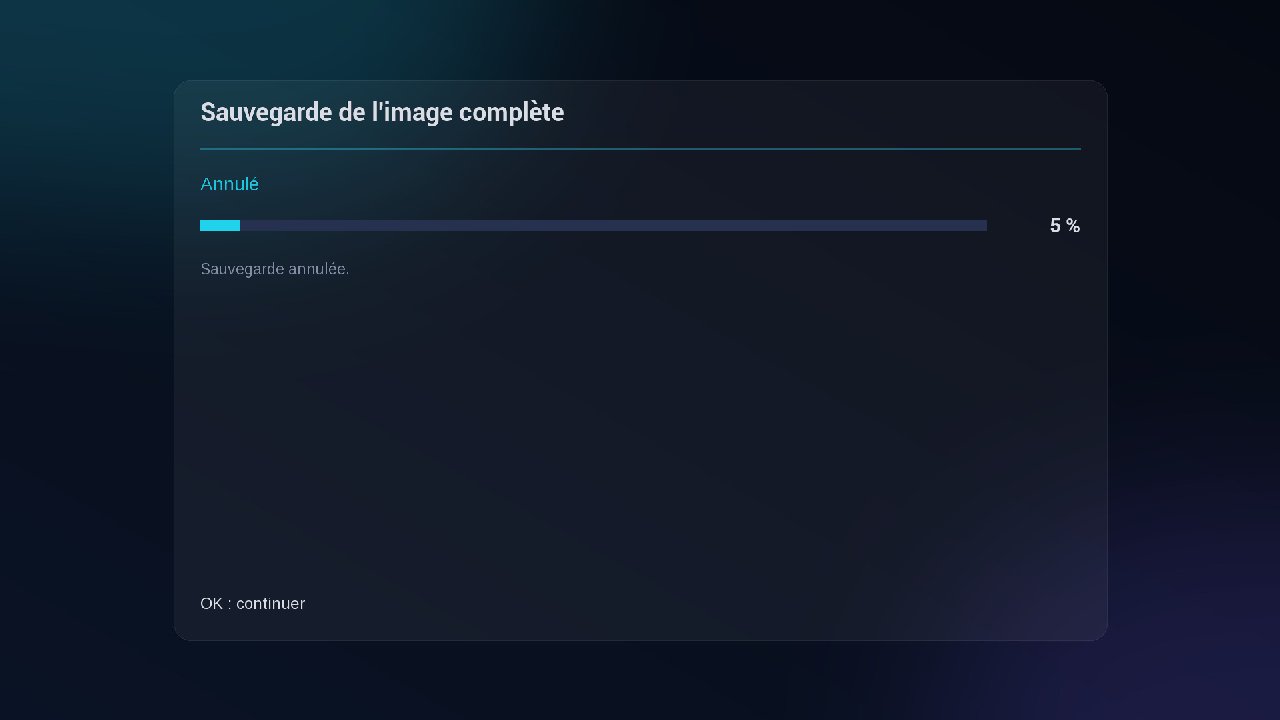 Sauvegarde de l'image complète
Annulé
5 %
Sauvegarde annulée.
OK : continuer